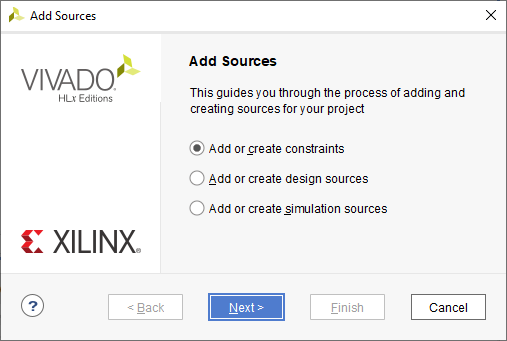 Add Sources
VIVADO
HLx Editions
Add Sources
This guides you through the process of adding and
creating sources for your project
Add or create constraints
Add or create design sources
Add or create simulation sources
XILINX
?
< Back
Next >
Finish
Cancel